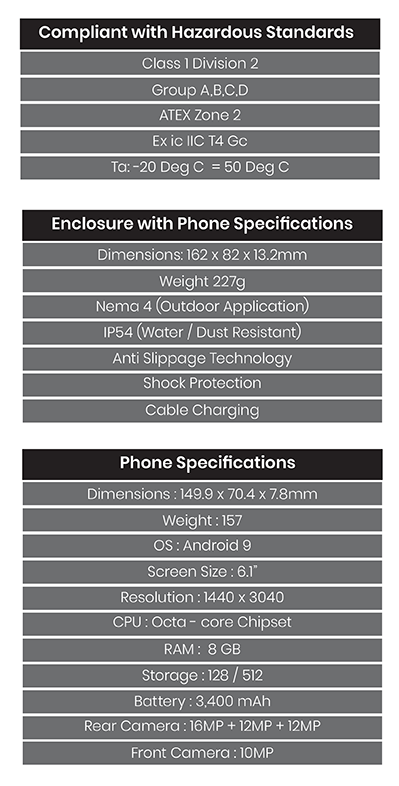 Compliant with Hazardous Standards
Class 1 Division 2
Group A,B,C,D
ATEX Zone 2
Ex ic IIC T4 Gc
Ta: -20 Deg C = 50 Deg C
Enclosure with Phone Specifications
Dimensions: 162 x 82 x 13.2mm
Weight 227g
Nema 4 (Outdoor Application)
IP54 (Water / Dust Resistant)
Anti Slippage Technology
Shock Protection
Cable Charging
Phone Specifications
Dimensions : 149.9 x 70.4 x 7.8mm
Weight : 157
OS : Android 9
Screen Size : 6.1"
Resolution : 1440 x 3040
CPU : Octa - core Chipset
RAM : 8 GB
Storage : 128 / 512
Battery : 3,400 mAh
Rear Camera : 16MP + 12MP + 12MP
Front Camera : 10MP